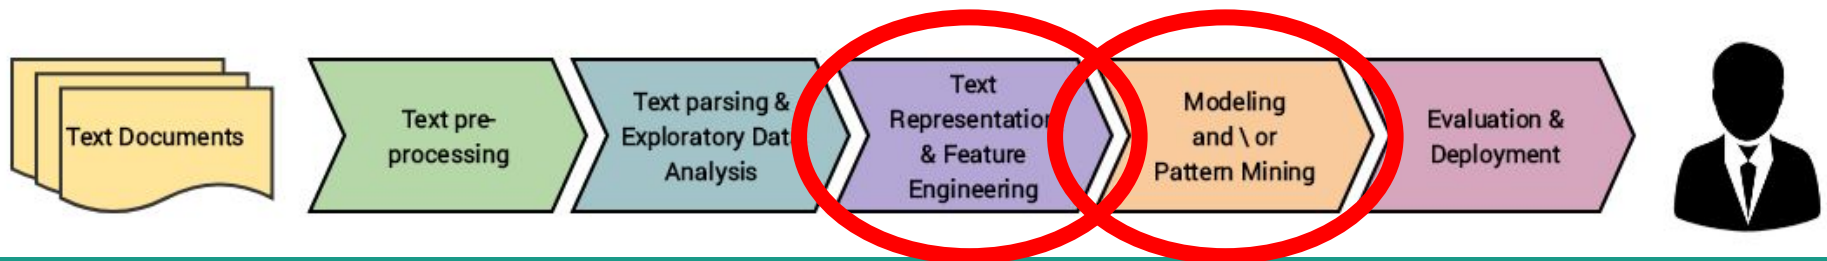 Text Documents
Text pre-
processing
Text parsing &
Exploratory Dat
Analysis
Text
Representation
& Feature
Engineering
Modeling
and \ or
Pattern Mining
Evaluation &
Deployment